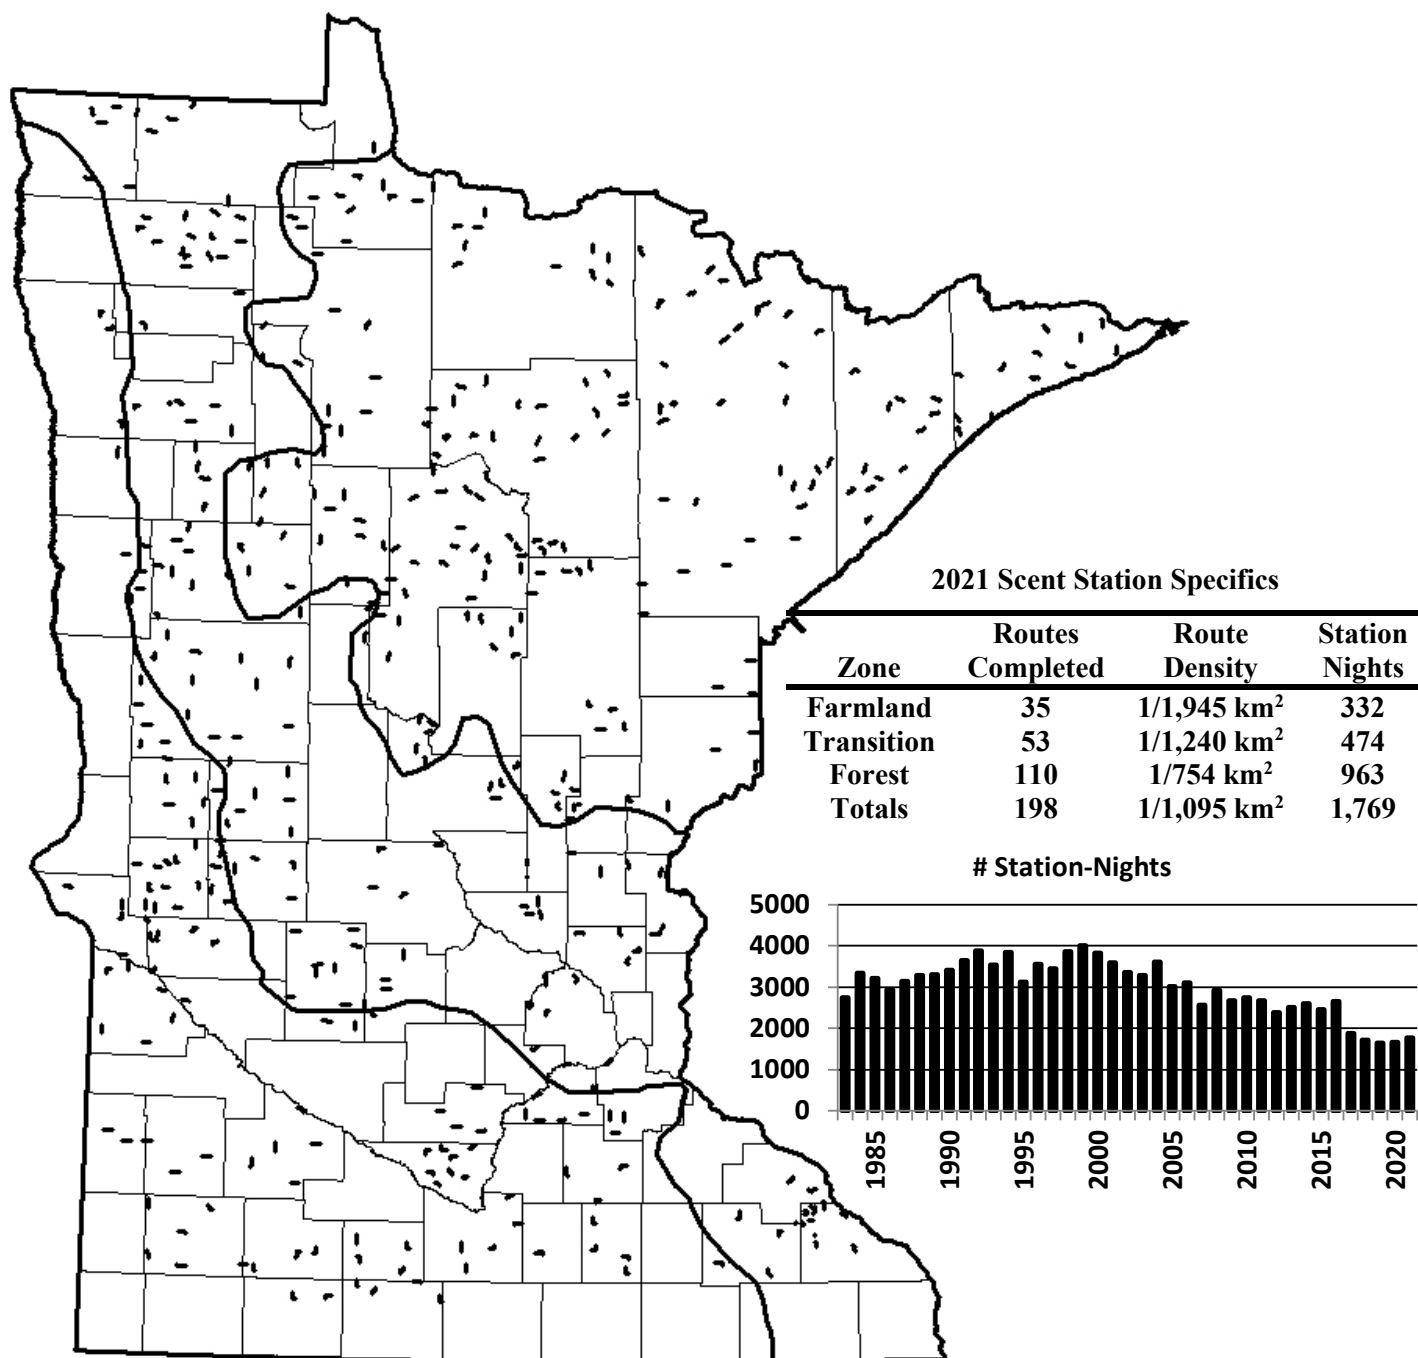 2021 Scent Station Specifics
Routes Route Station
Zone Completed Density Nights
Farmland 35 1/1,945 km² 332
Transition 53 1/1,240 km² 474
Forest 110 1/754 km² 963
Totals 198 1/1,095 km² 1,769
# Station-Nights
5000
4000
3000
2000
1000
0
1985 1990 1995 2000 2005 2010 2015 2020